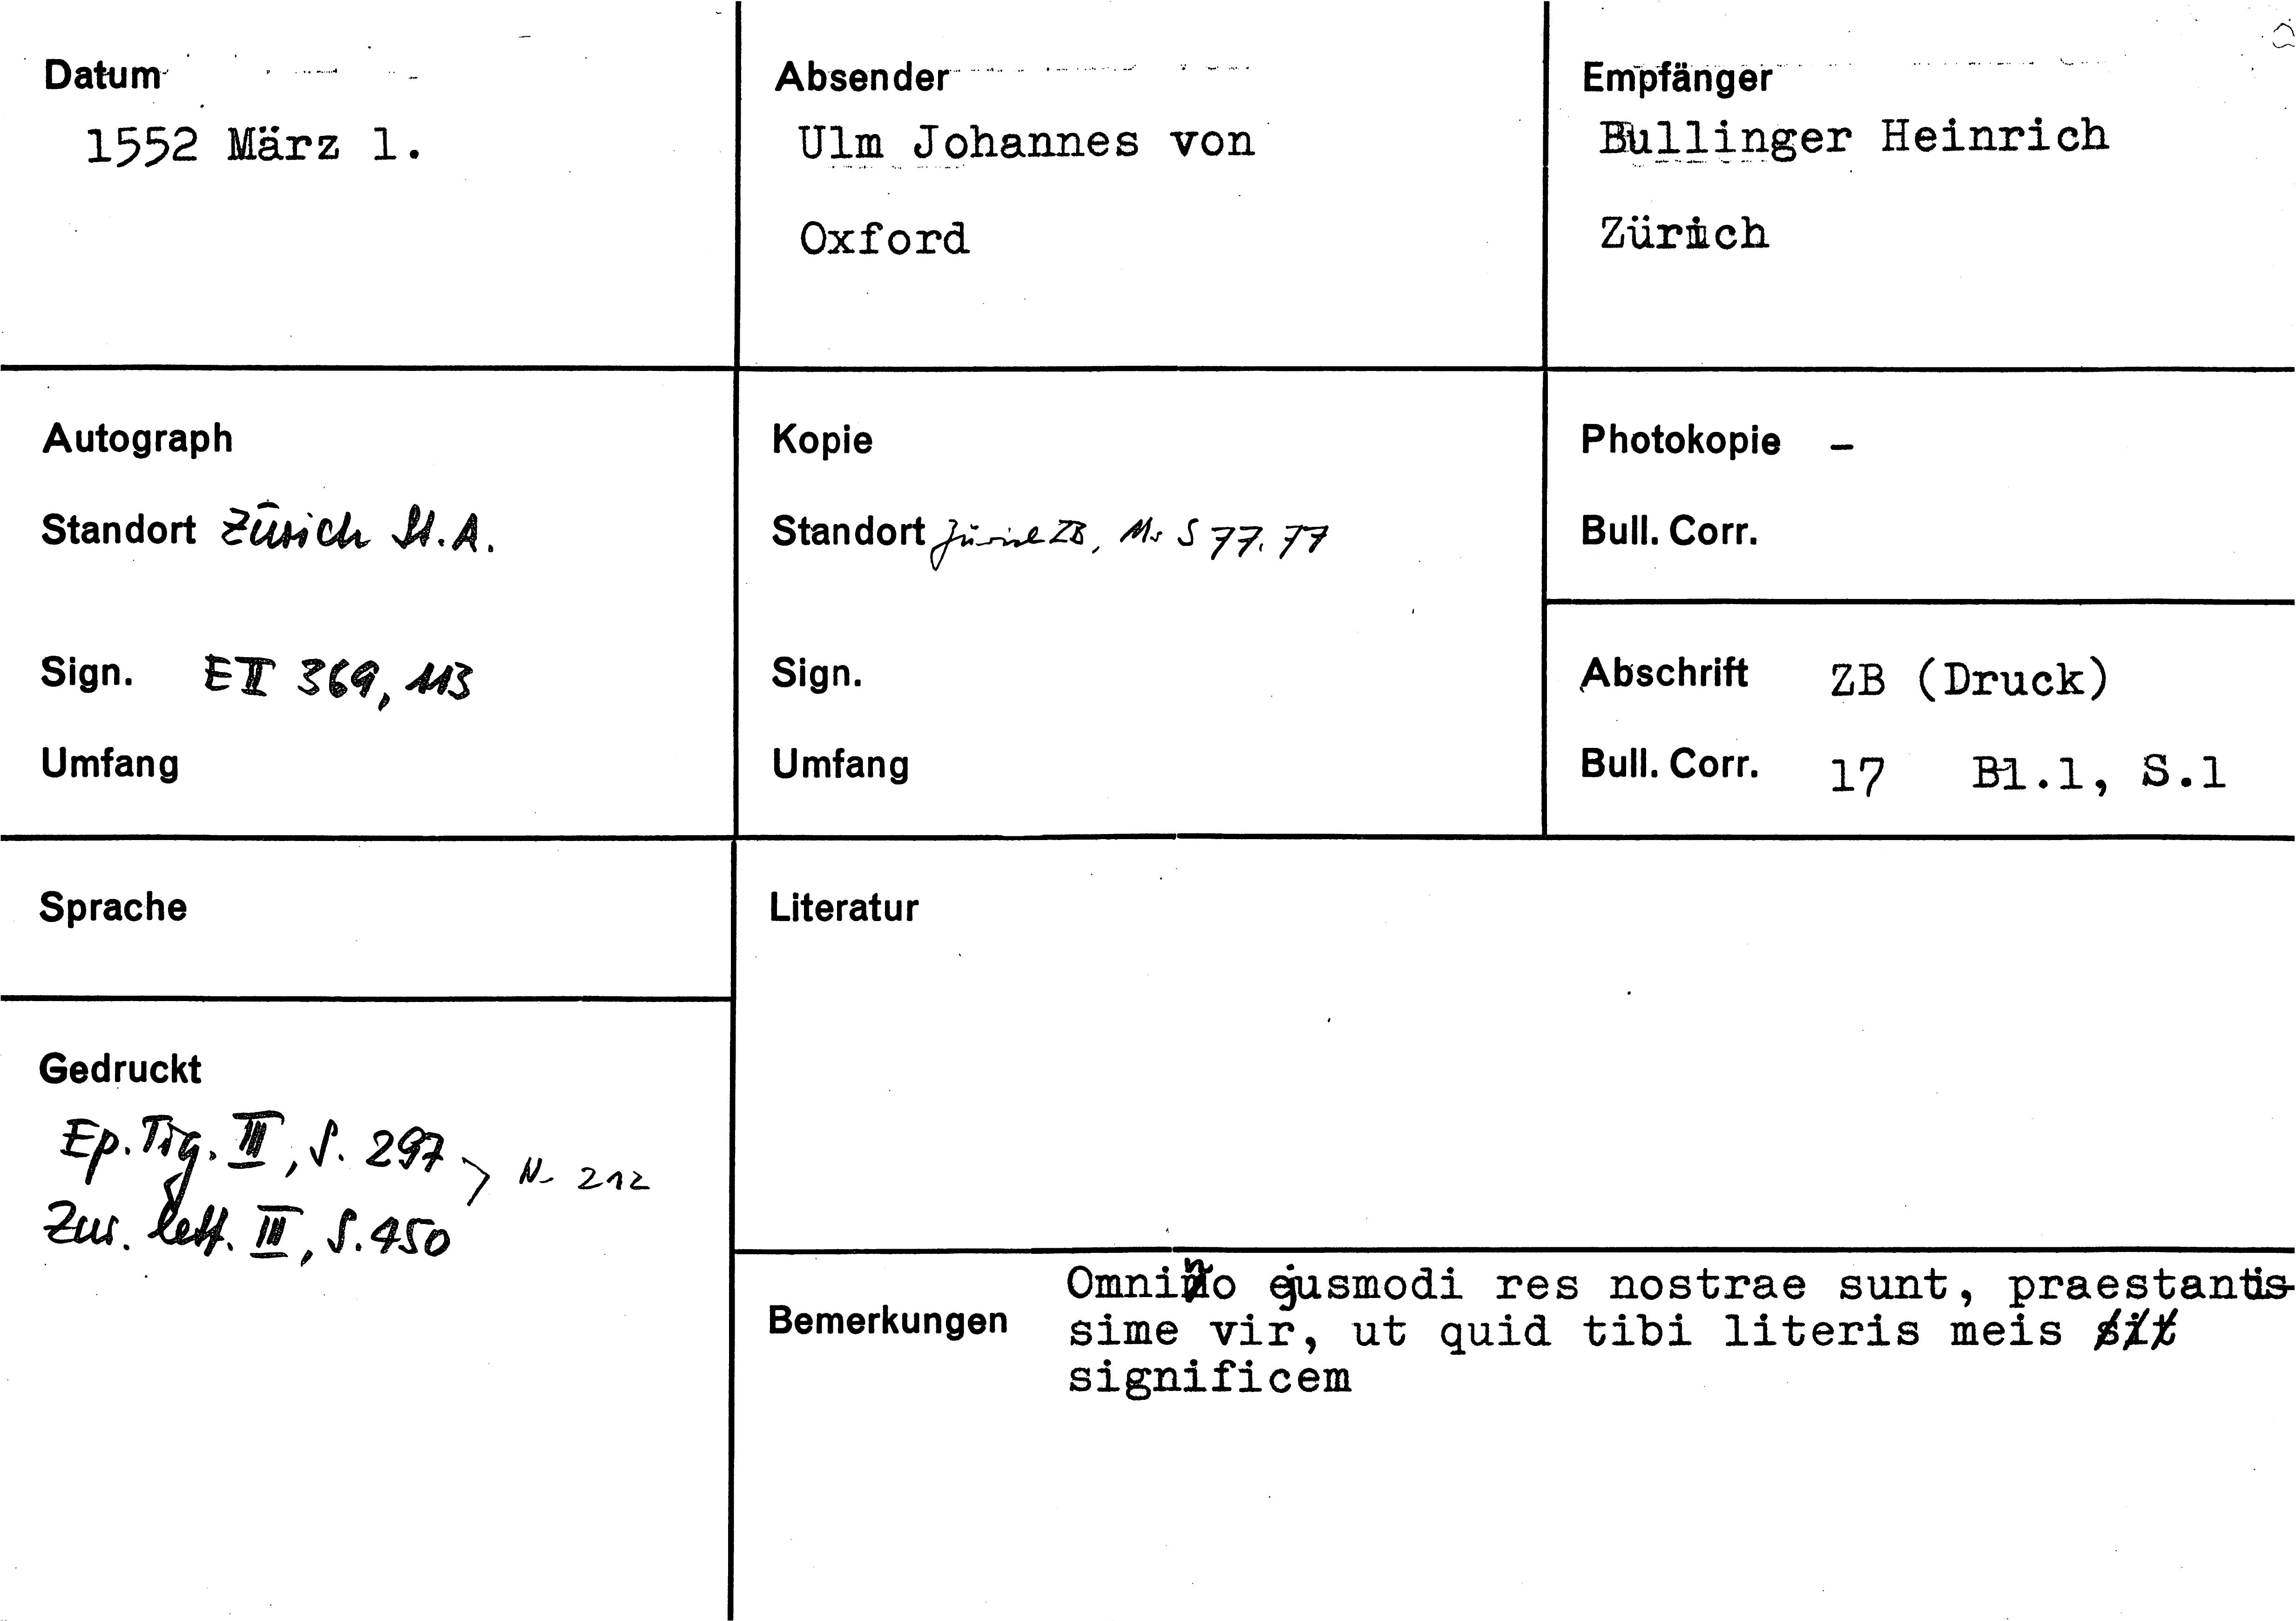 Datum
1552 März 1.
Absender
Ulm Johannes von
Oxford
Empfänger
Bullinger Heinrich
Zürich
Autograph
Standort Zürich St.A.
Sign. E II 369, 113
Umfang
Kopie
Standort Zürich ZB, Ms S 77. 77
Sign.
Umfang
Photokopie -
Bull. Corr.
Abschrift ZB (Druck)
Bull. Corr. 17 Bl.1, S.1
Sprache
Literatur
Gedruckt
Ep. Tig. III, S. 297
N. 212
Zur. lett. III, S. 450
Bemerkungen
Omnino ejusmodi res nostrae sunt, praestantis-
sime vir, ut quid tibi literis meis sit
significem